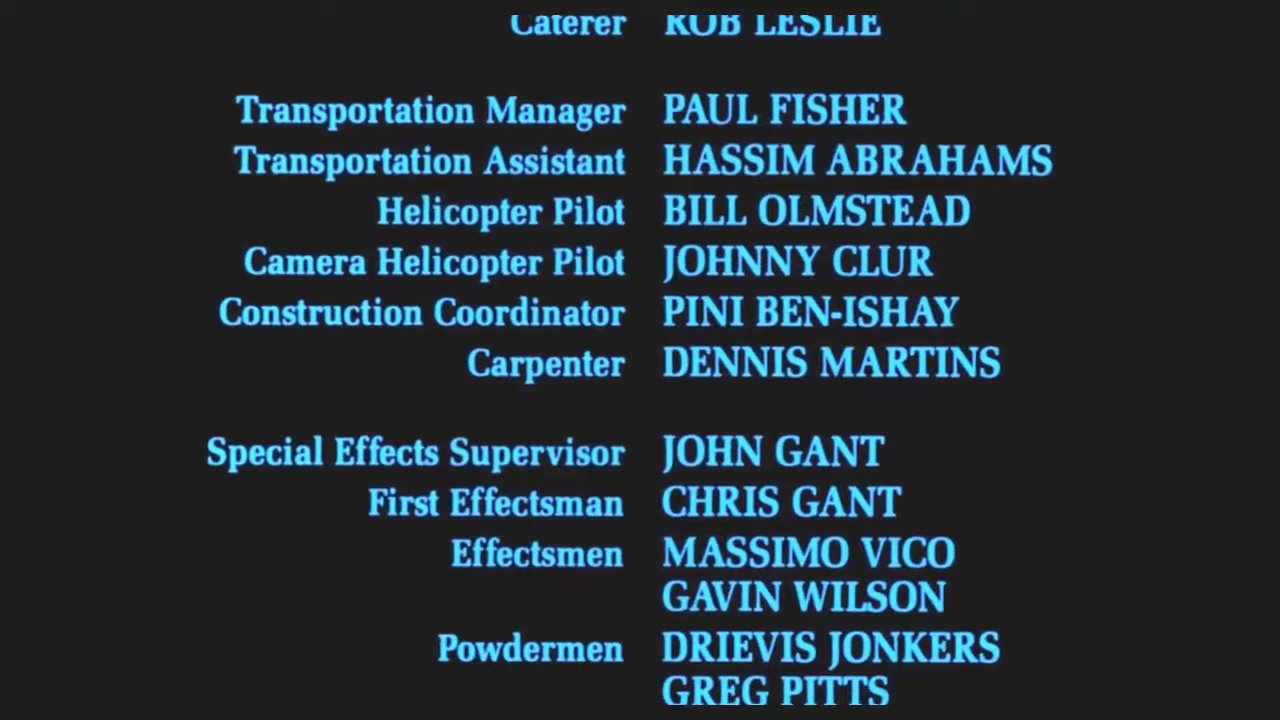 Caterer ROB LESLIE
Transportation Manager PAUL FISHER
Transportation Assistant HASSIM ABRAHAMS
Helicopter Pilot BILL OLMSTEAD
Camera Helicopter Pilot JOHNNY CLUR
Construction Coordinator PINI BEN-ISHAY
Carpenter DENNIS MARTINS
Special Effects Supervisor JOHN GANT
First Effectsman CHRIS GANT
Effectsmen MASSIMO VICO
GAVIN WILSON
Powdermen DRIEVIS JONKERS
GREG PITTS